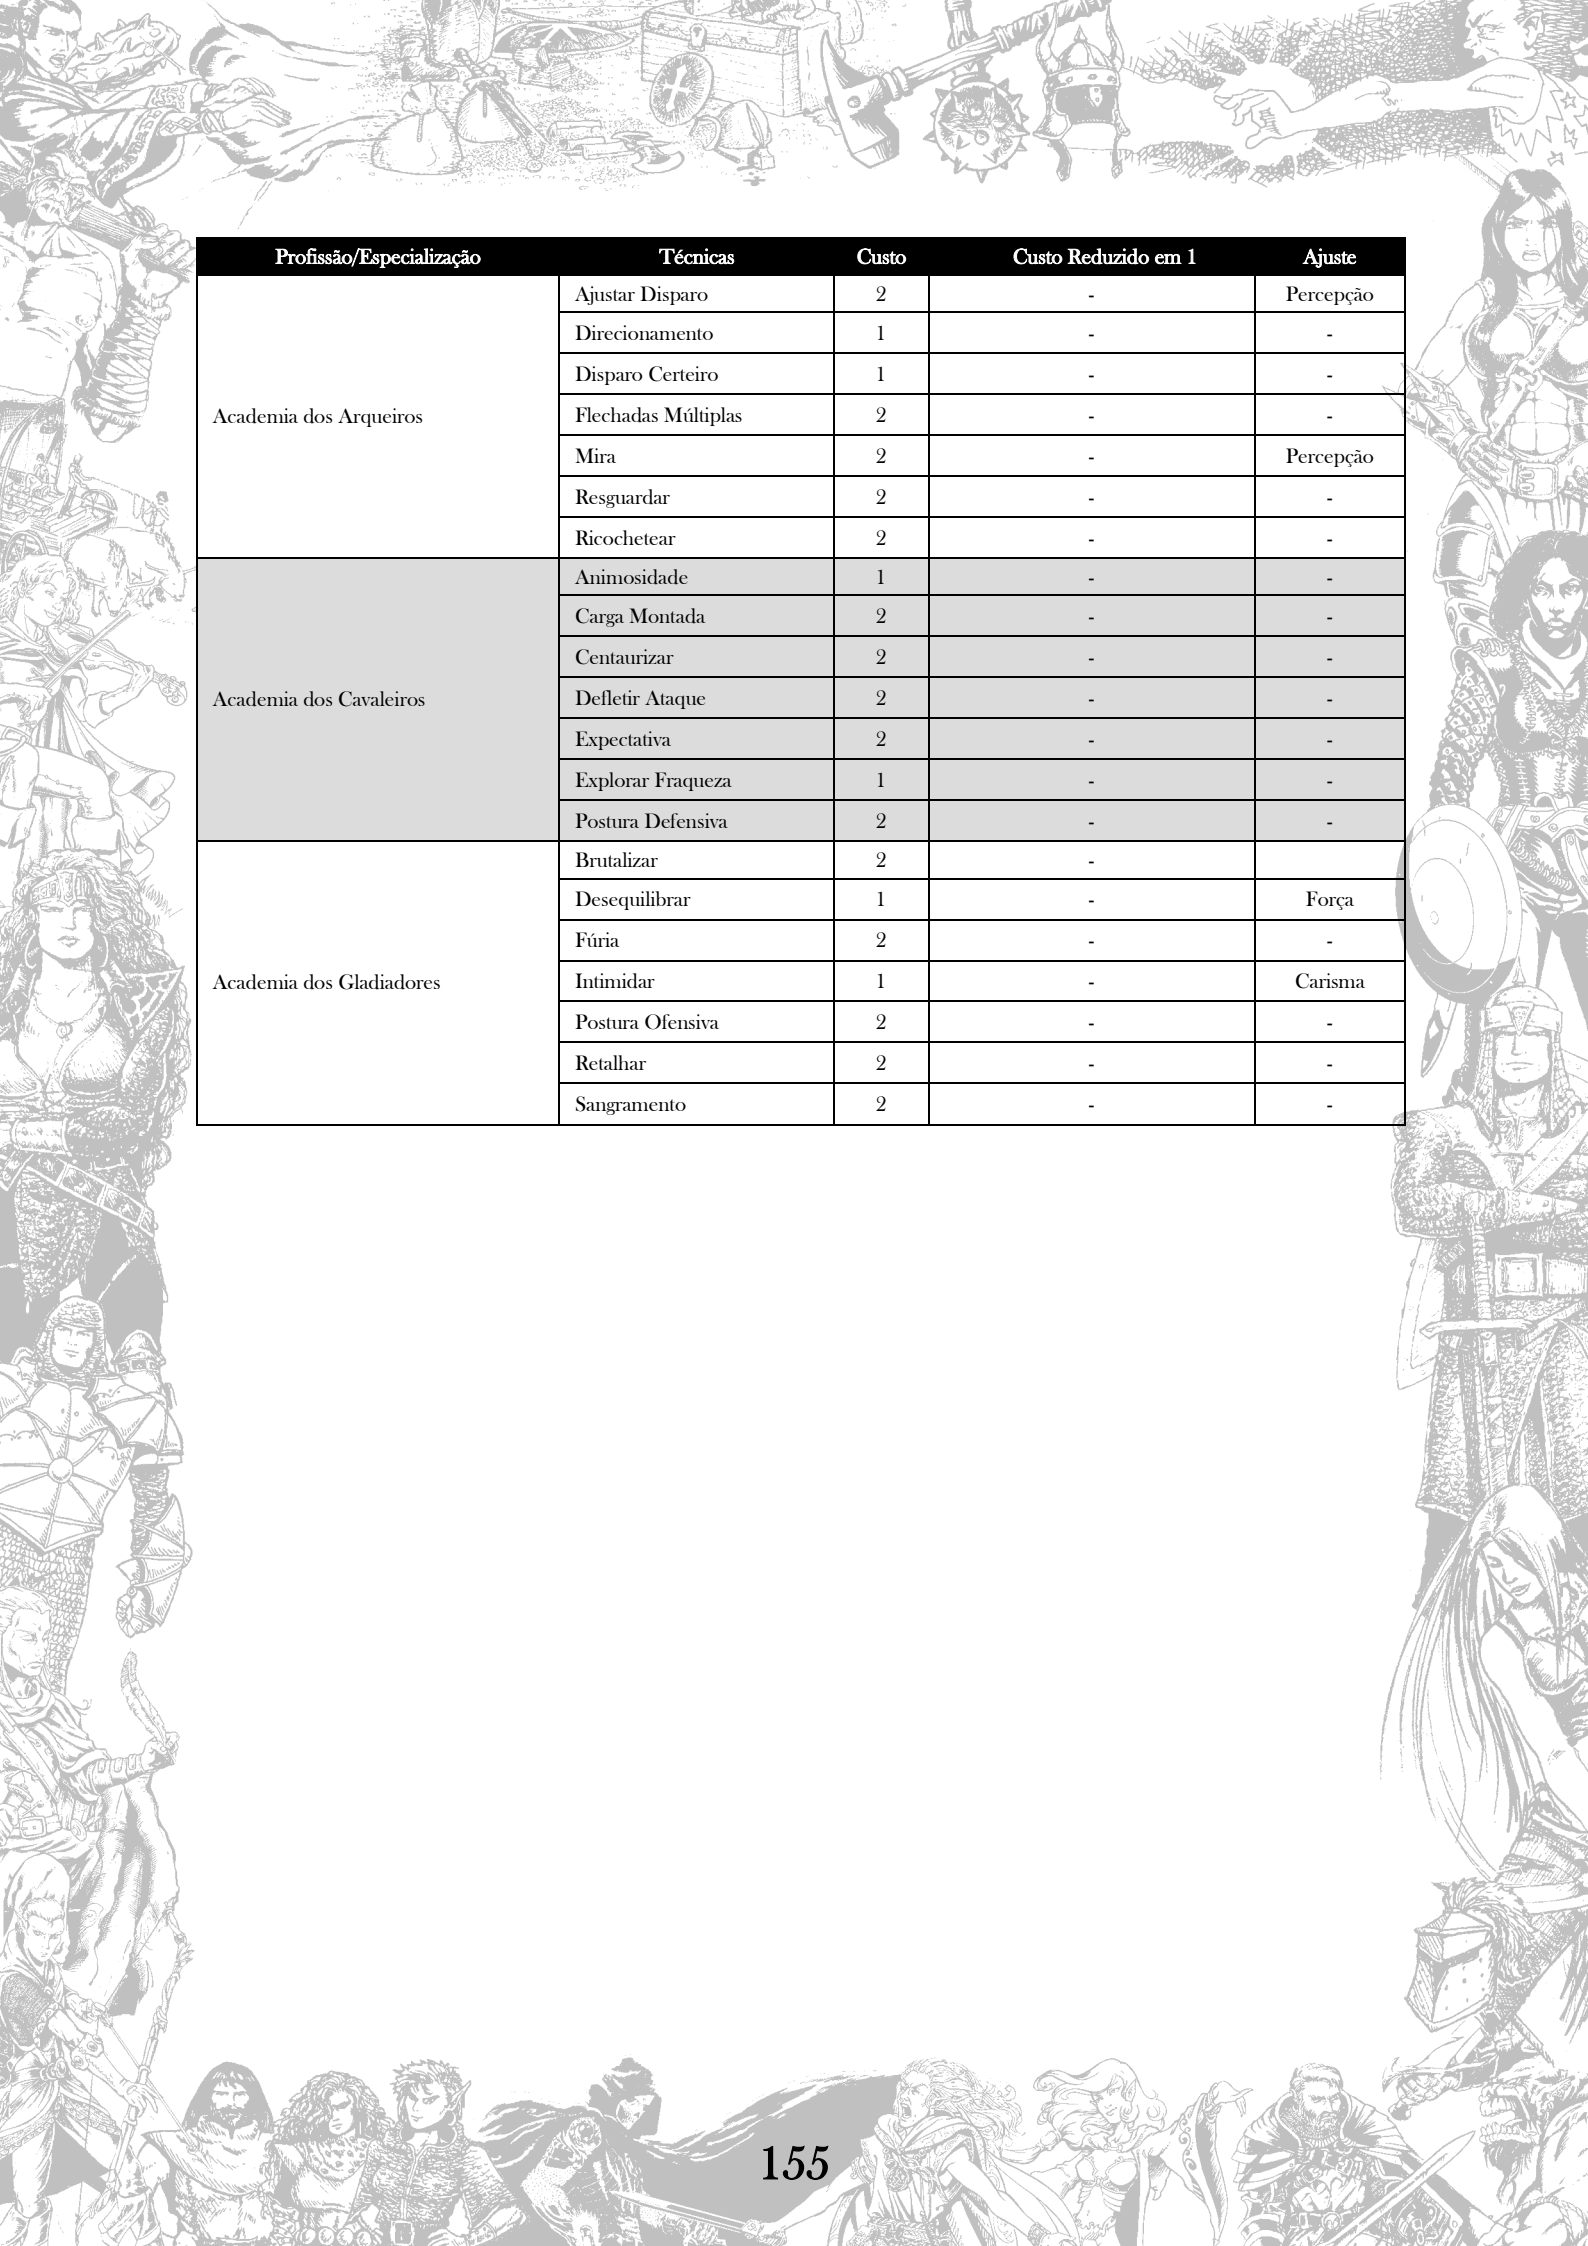 Profissão/Especialização Técnicas Custo Custo Reduzido em 1 Ajuste
Academia dos Arqueiros
Ajustar Disparo 2 - Percepção
Direcionamento 1 - -
Disparo Certeiro 1 - -
Flechadas Múltiplas 2 - -
Mira 2 - Percepção
Resguardar 2 - -
Ricochetear 2 - -
Academia dos Cavaleiros
Animosidade 1 - -
Carga Montada 2 - -
Centaurizar 2 - -
Defletir Ataque 2 - -
Expectativa 2 - -
Explorar Fraqueza 1 - -
Postura Defensiva 2 - -
Academia dos Gladiadores
Brutalizar 2 -
Desequilibrar 1 - Força
Fúria 2 - -
Intimidar 1 - Carisma
Postura Ofensiva 2 - -
Retalhar 2 - -
Sangramento 2 - -
155